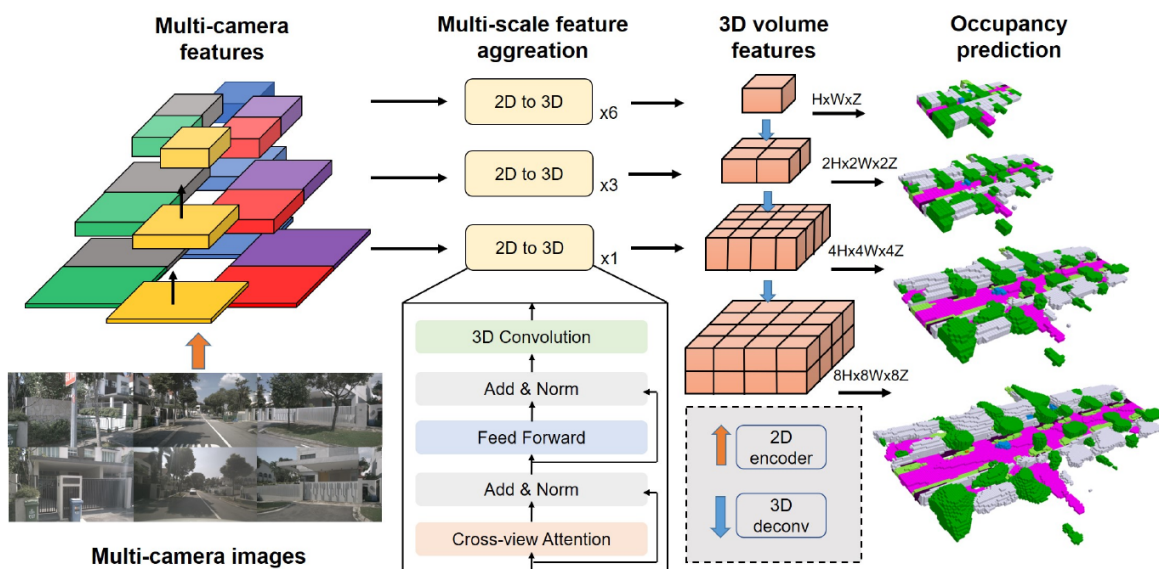 Multi-camera
features
Multi-scale feature
aggreation
3D volume
features
Occupancy
prediction
2D to 3D
x6
HxWxZ
2D to 3D
x3
2Hx2Wx2Z
2D to 3D
x1
4Hx4Wx4Z
3D Convolution
Add & Norm
8Hx8Wx8Z
Feed Forward
2D
encoder
Add & Norm
3D
deconv
Cross-view Attention
Multi-camera images